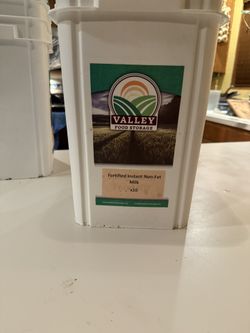 VALLEY
FOOD STORAGE
Fortified Instant Non-Fat
Milk